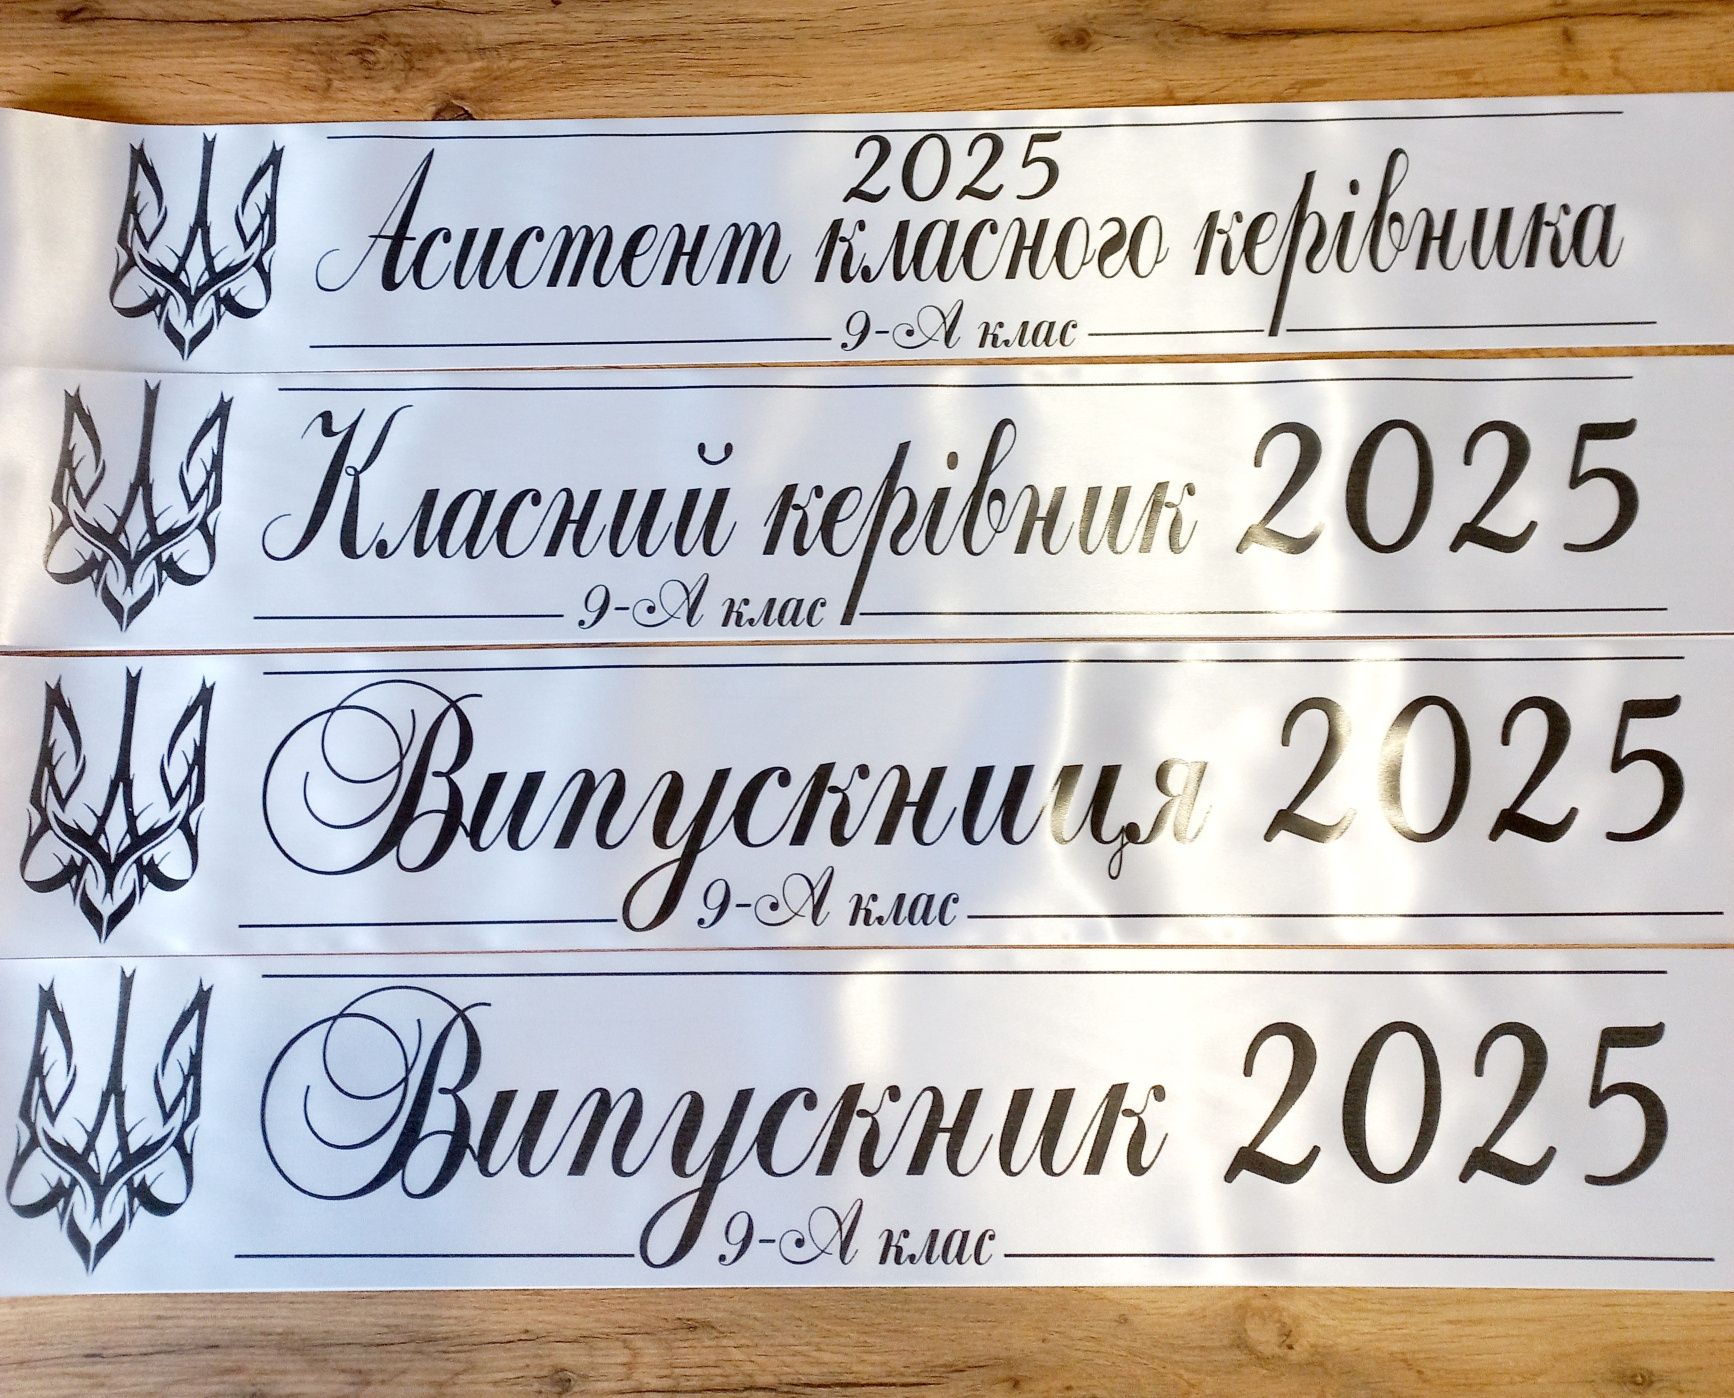 2025
Асистент класного керівника
9-А клас
Класний керівник 2025
9-А клас
Випускниця 2025
9-А клас
Випускник 2025
9-А клас